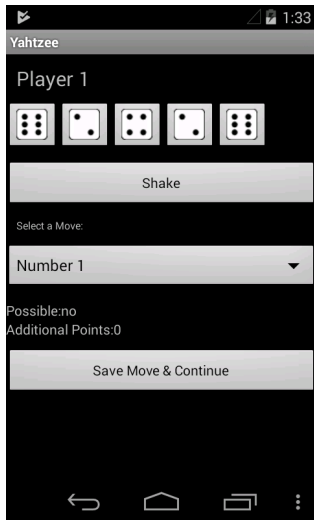 1:33
Yahtzee
Player 1
Shake
Select a Move:
Number 1
Possible:no
Additional Points:0
Save Move & Continue